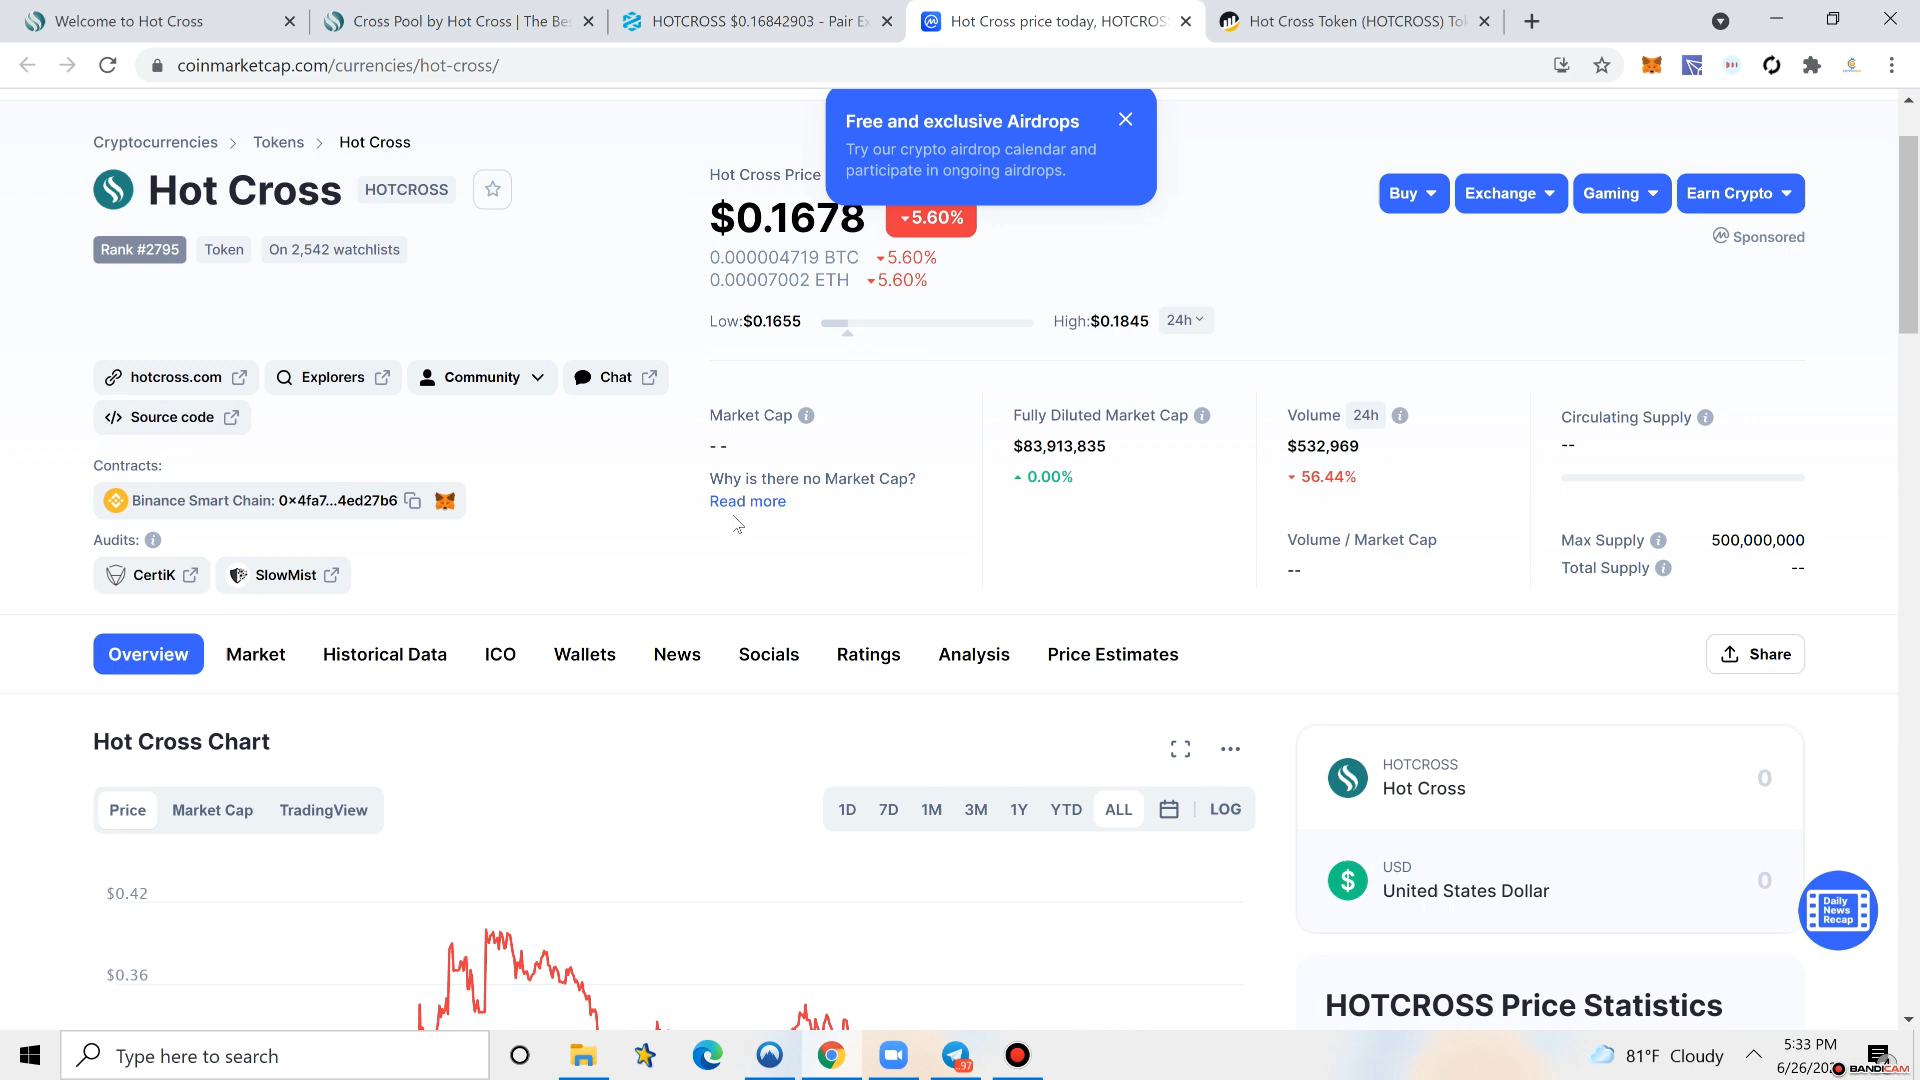 Welcome to Hot Cross
Cross Pool by Hot Cross | The Be
HOTCROSS $0.16842903 - Pair Ex
Hot Cross price today, HOTCROS
Hot Cross Token (HOTCROSS) Tok
coinmarketcap.com/currencies/hot-cross/
Free and exclusive Airdrops
Try our crypto airdrop calendar and
participate in ongoing airdrops.
Cryptocurrencies > Tokens > Hot Cross
Hot Cross HOTCROSS
Rank #2795 Token On 2,542 watchlists
Hot Cross Price
$0.1678 5.60%
0.000004719 BTC 5.60%
0.00007002 ETH 5.60%
Low:$0.1655 High:$0.1845 24h
Buy Exchange Gaming Earn Crypto
Sponsored
hotcross.com Explorers Community Chat
Source code
Contracts:
Binance Smart Chain: 0x4fa7...4ed27b6
Audits:
CertiK SlowMist
Market Cap
- -
Why is there no Market Cap?
Read more
Fully Diluted Market Cap
$83,913,835
0.00%
Volume 24h
$532,969
56.44%
Volume / Market Cap
--
Circulating Supply
--
Max Supply 500,000,000
Total Supply --
Overview Market Historical Data ICO Wallets News Socials Ratings Analysis Price Estimates
Share
Hot Cross Chart
Price Market Cap TradingView
1D 7D 1M 3M 1Y YTD ALL LOG
$0.42
$0.36
HOTCROSS
Hot Cross 0
USD
United States Dollar 0
Daily
News
Recap
HOTCROSS Price Statistics
Type here to search
97
81°F Cloudy
5:33 PM
6/26/20
4
BANDICAM